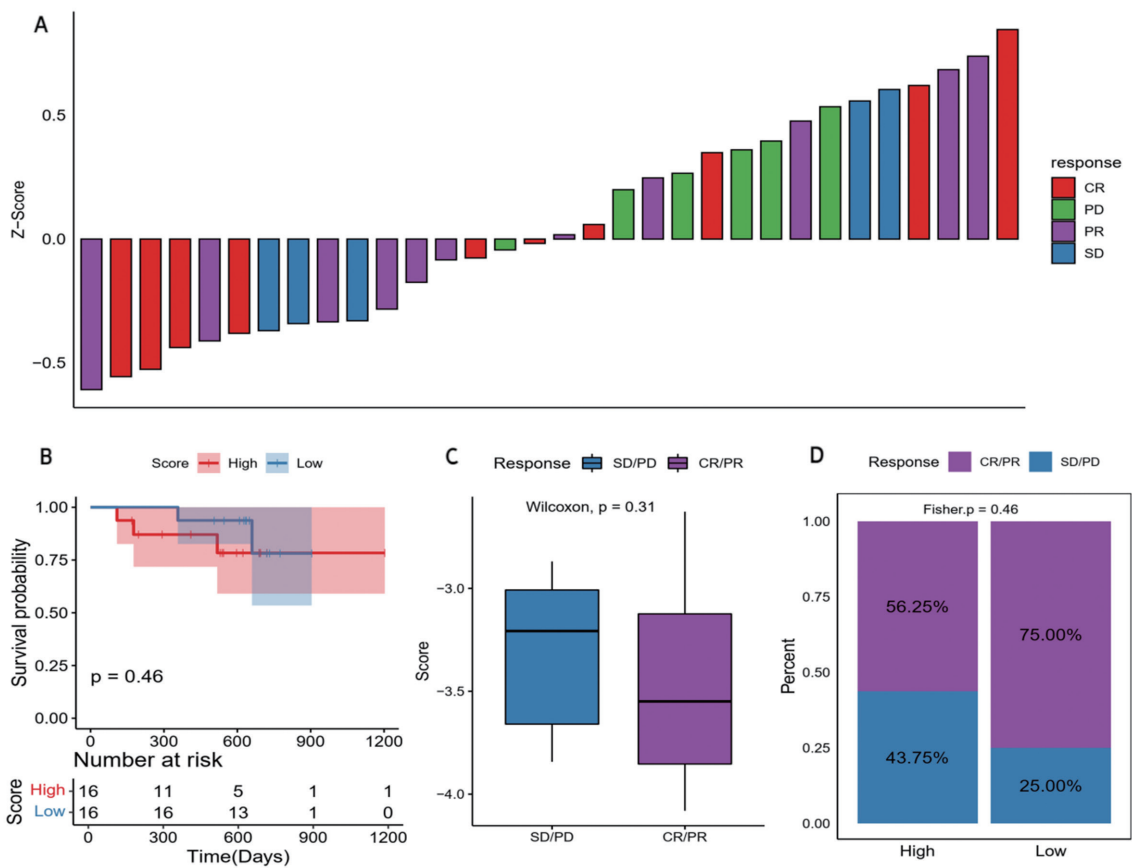 A
0.5
0.0
−0.5
Z−Score
response
CR
PD
PR
SD
B
Score High Low
1.00
0.75
0.50
0.25
0.00
Survival probability
p = 0.46
0 300 600 900 1200
Number at risk
Score
High 16 11 5 1 1
Low 16 16 13 1 0
0 300 600 900 1200
Time(Days)
C
Response SD/PD CR/PR
Wilcoxon, p = 0.31
−3.0
−3.5
−4.0
Score
SD/PD CR/PR
D
Response CR/PR SD/PD
Fisher.p = 0.46
1.00
0.75
0.50
0.25
0.00
Percent
56.25%
75.00%
43.75%
25.00%
High Low